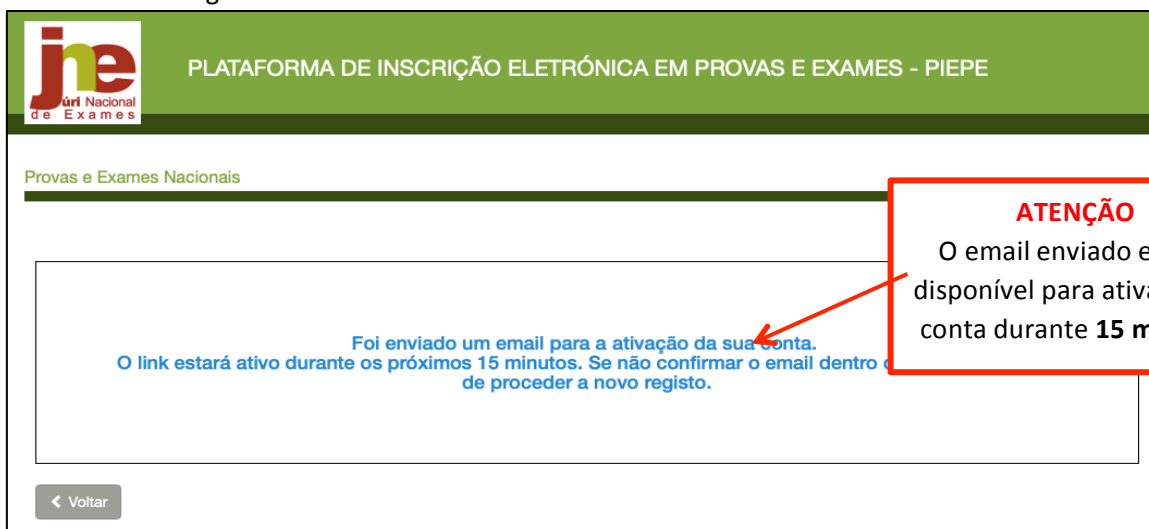 jne
Júri Nacional
de Exames
PLATAFORMA DE INSCRIÇÃO ELETRÓNICA EM PROVAS E EXAMES - PIEPE
Provas e Exames Nacionais
ATENÇÃO
O email enviado
disponível para
conta durante 15
Foi enviado um email para a ativação da sua conta.
O link estará ativo durante os próximos 15 minutos. Se não confirmar o email dentro
de proceder a novo registo.
Voltar